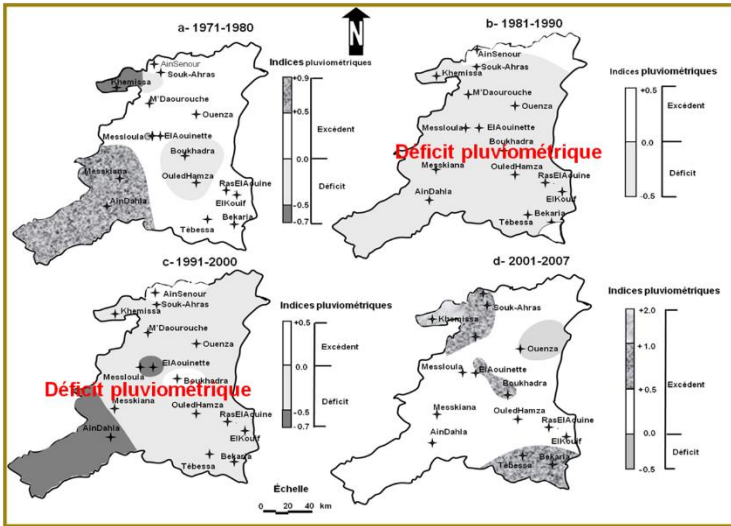 a- 1971-1980
N
b- 1981-1990
AinSenour
Souk-Ahras
Khemissa
M'Daourouche
Ouenza
Messloula
ElAouinette
Boukhadra
Messkiana
OuledHamza
RasElAouine
AinDahla
ElKouif
Tébessa
Bekaria
Indices pluviométriques
+0.9
+0.5
Excédent
0.0
Déficit
-0.5
-0.7
AinSenour
Souk-Ahras
Khemissa
M'Daourouche
Ouenza
Messloula
ElAouinette
Boukhadra
Déficit pluviométrique
Messkiana
OuledHamza
RasElAouine
AinDahla
ElKouif
Bekaria
Tébessa
Indices pluviométriques
+0.5
Excédent
0.0
Déficit
-0.5
c- 1991-2000
d- 2001-2007
AinSenour
Souk-Ahras
Khemissa
M'Daourouche
Ouenza
Messloula
ElAouinette
Boukhadra
Déficit pluviométrique
Messkiana
OuledHamza
RasElAouine
AinDahla
ElKouif
Tébessa
Bekaria
Indices pluviométriques
+0.5
Excédent
0.0
Déficit
-0.5
-0.7
Souk-Ahras
Khemissa
Ouenza
Messloula
Boukhadra
Messkiana
OuledHamza
RasElAouine
AinDahla
ElKouif
Tébessa
Bekaria
Indices pluviométriques
+2.0
+1.0
+0.5
Excédent
0.0
Déficit
-0.5
Échelle
0 20 40 km